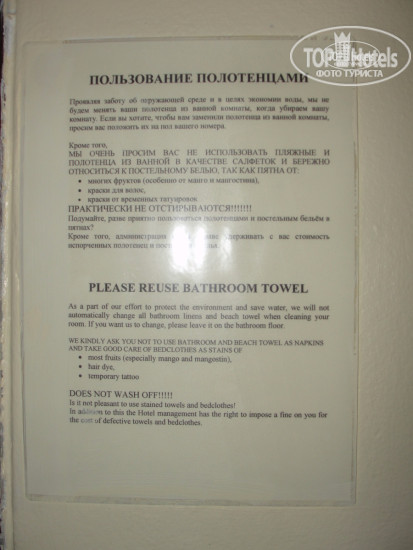 TOPHotels
ФОТО ТУРИСТА
ПОЛЬЗОВАНИЕ ПОЛОТЕНЦАМИ
Проявляя заботу об окружающей среде и в целях экономии воды, мы не
будем менять ваши полотенца из ванной комнаты, когда убираем вашу
комнату. Если вы хотите, чтобы вам заменили полотенца из ванной комнаты,
просим вас положить их на пол вашего номера.
Кроме того,
МЫ ОЧЕНЬ ПРОСИМ ВАС НЕ ИСПОЛЬЗОВАТЬ ПЛЯЖНЫЕ И
ПОЛОТЕНЦА ИЗ ВАННОЙ В КАЧЕСТВЕ САЛФЕТОК И БЕРЕЖНО
ОТНОСИТЬСЯ К ПОСТЕЛЬНОМУ БЕЛЬЮ, ТАК КАК ПЯТНА ОТ:
• многих фруктов (особенно от манго и мангостина),
• краски для волос,
• краски от временных татуировок
ПРАКТИЧЕСКИ НЕ ОТСТИРЫВАЮТСЯ!!!!!!!
Подумайте, разве приятно пользоваться полотенцами и постельным бельём в
пятнах?
Кроме того, администрация удерживать с вас стоимость
испорченных полотенец и
PLEASE REUSE BATHROOM TOWEL
As a part of our effort to protect the environment and save water, we will not
automatically change all bathroom linens and beach towel when cleaning your
room. If you want us to change, please leave it on the bathroom floor.
WE KINDLY ASK YOU NOT TO USE BATHROOM AND BEACH TOWEL AS NAPKINS
AND TAKE GOOD CARE OF BEDCLOTHES AS STAINS OF
• most fruits (especially mango and mangostin),
• hair dye,
• temporary tattoo
DOES NOT WASH OFF!!!!!
Is it not pleasant to use stained towels and bedclothes!
In addition to this the Hotel management has the right to impose a fine on you for
the cost of defective towels and bedclothes.